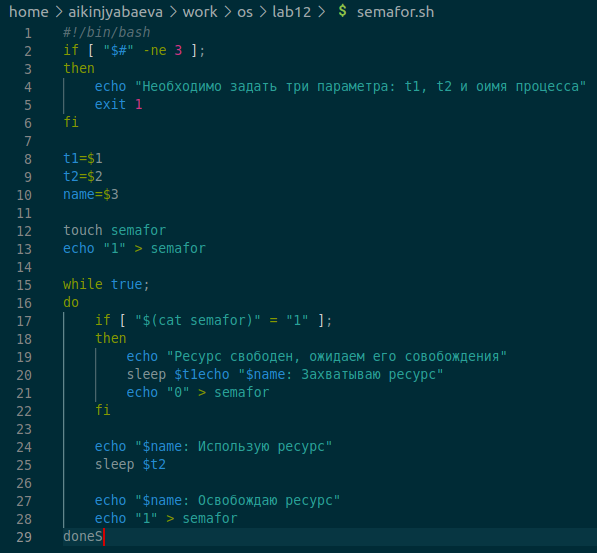 home > aikinjyabaeva > work > os > lab12 > $ semafor.sh
1 #!/bin/bash
2 if [ "$#" -ne 3 ];
3 then
4     echo "Необходимо задать три параметра: t1, t2 и оимя процесса"
5     exit 1
6 fi
7
8 t1=$1
9 t2=$2
10 name=$3
11
12 touch semafor
13 echo "1" > semafor
14
15 while true;
16 do
17     if [ "$(cat semafor)" = "1" ];
18     then
19         echo "Ресурс свободен, ожидаем его совобождения"
20         sleep $t1echo "$name: Захватываю ресурс"
21         echo "0" > semafor
22     fi
23
24     echo "$name: Использую ресурс"
25     sleep $t2
26
27     echo "$name: Освобождаю ресурс"
28     echo "1" > semafor
29 doneS